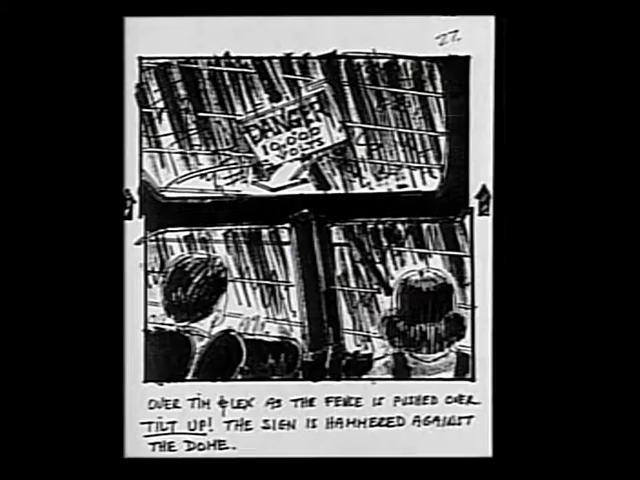 27.
DANGER
10,000
VOLTS
OVER TIM & LEX AS THE FENCE IS PUSHED OVER
TILT UP! THE SIGN IS HAMMERED AGAINST
THE DOME.